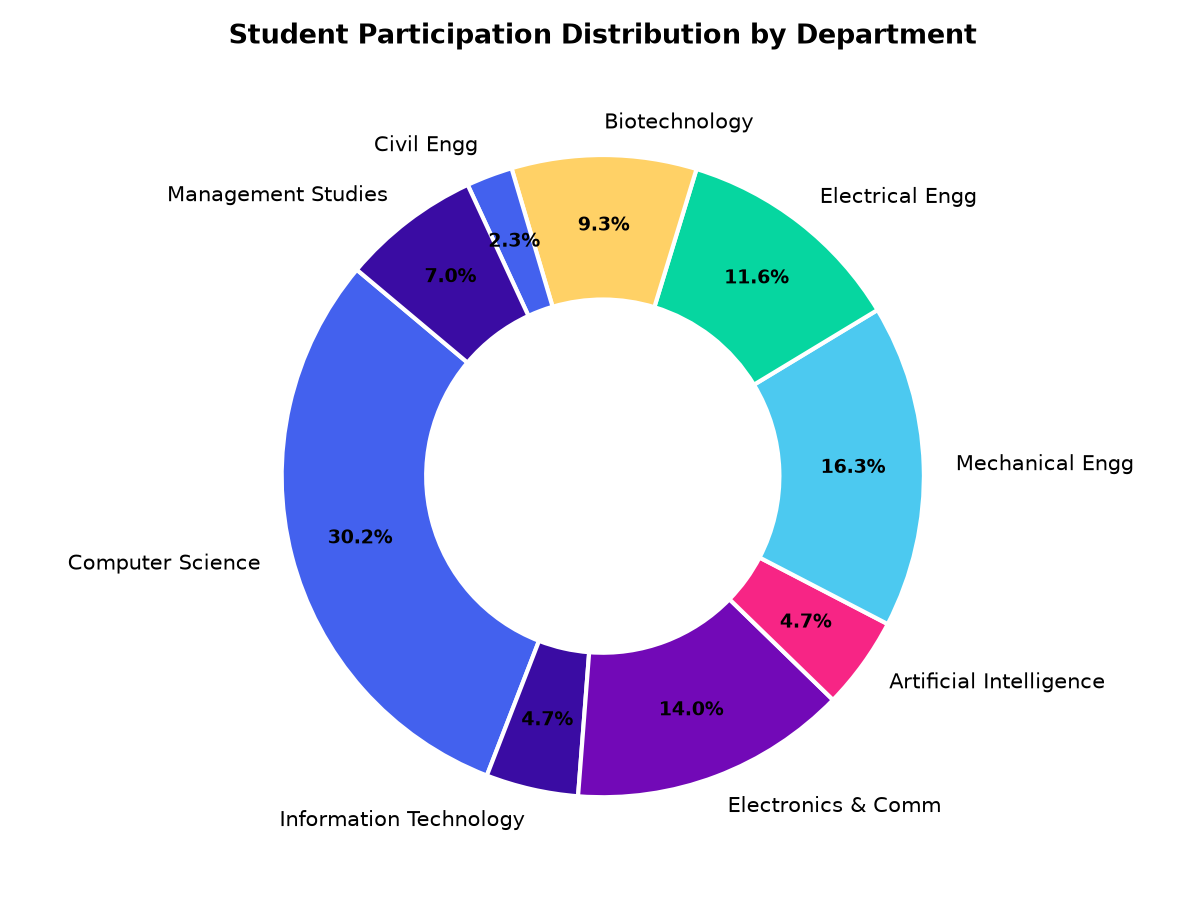 Student Participation Distribution by Department
Biotechnology
Civil Engg
Management Studies
Electrical Engg
9.3%
2.3%
7.0%
11.6%
Mechanical Engg
16.3%
30.2%
Computer Science
4.7%
Artificial Intelligence
14.0%
4.7%
Electronics & Comm
Information Technology